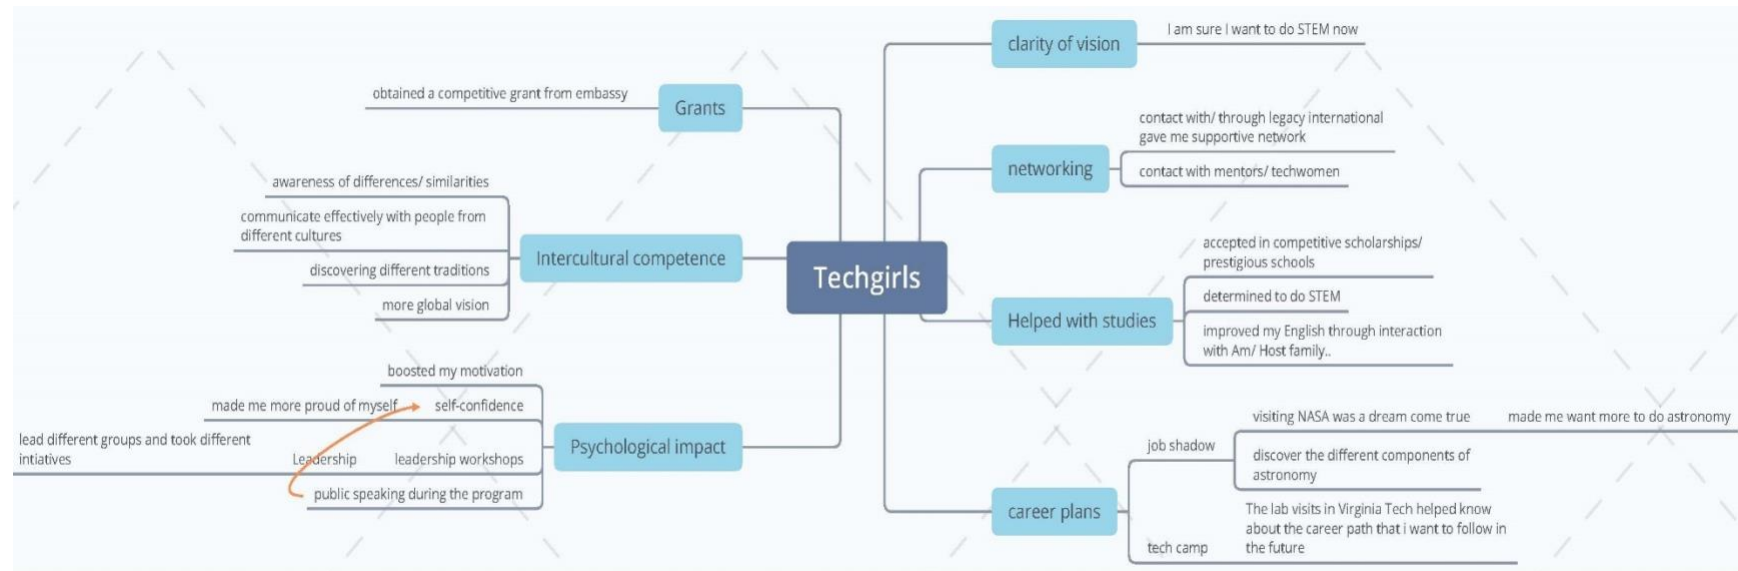 Techgirls
clarity of vision
I am sure I want to do STEM now
networking
contact with/ through legacy international
gave me supportive network
contact with mentors/ techwomen
Helped with studies
accepted in competitive scholarships/
prestigious schools
determined to do STEM
improved my English through interaction
with Am/ Host family..
career plans
job shadow
visiting NASA was a dream come true
made me want more to do astronomy
discover the different components of
astronomy
tech camp
The lab visits in Virginia Tech helped know
about the career path that i want to follow in
the future
Grants
obtained a competitive grant from embassy
Intercultural competence
awareness of differences/ similarities
communicate effectively with people from
different cultures
discovering different traditions
more global vision
Psychological impact
boosted my motivation
self-confidence
made me more proud of myself
leadership workshops
Leadership
lead different groups and took different
intiatives
public speaking during the program